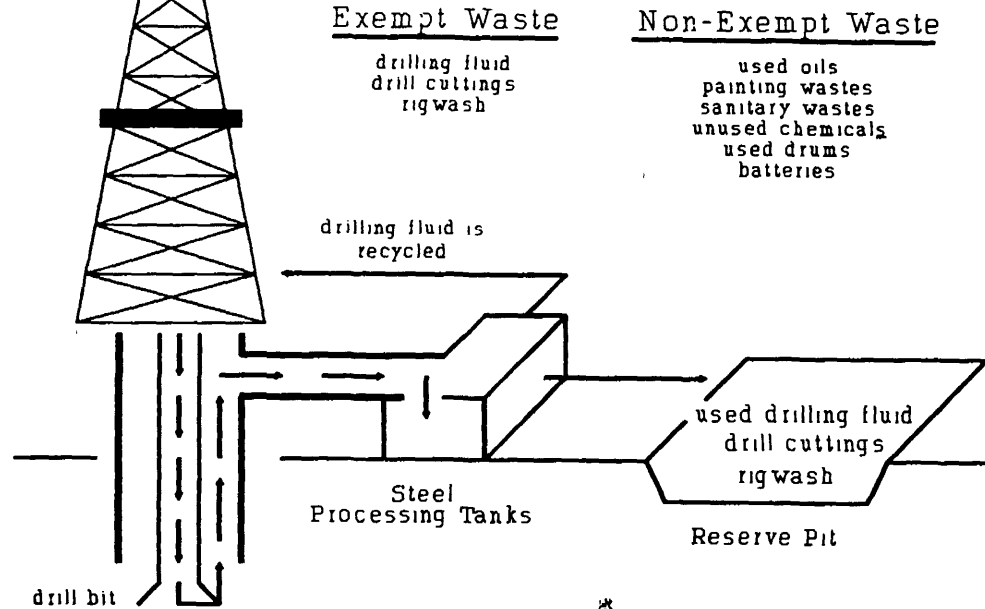 Exempt Waste
drilling fluid
drill cuttings
rigwash
Non-Exempt Waste
used oils
painting wastes
sanitary wastes
unused chemicals
used drums
batteries
drilling fluid is
recycled
used drilling fluid
drill cuttings
rigwash
Steel
Processing Tanks
Reserve Pit
drill bit